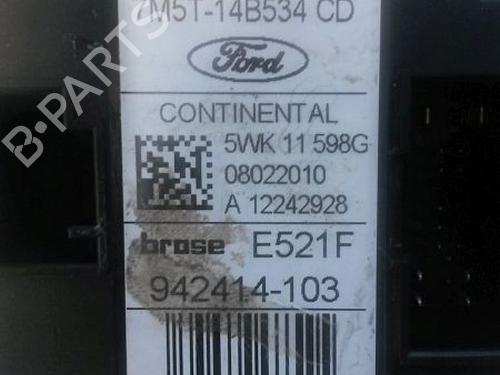 7M5T-14B534 CD
Ford
CONTINENTAL
5WK 11 598G
08022010
A 12242928
brose E521F
942414-103
B-PARTS